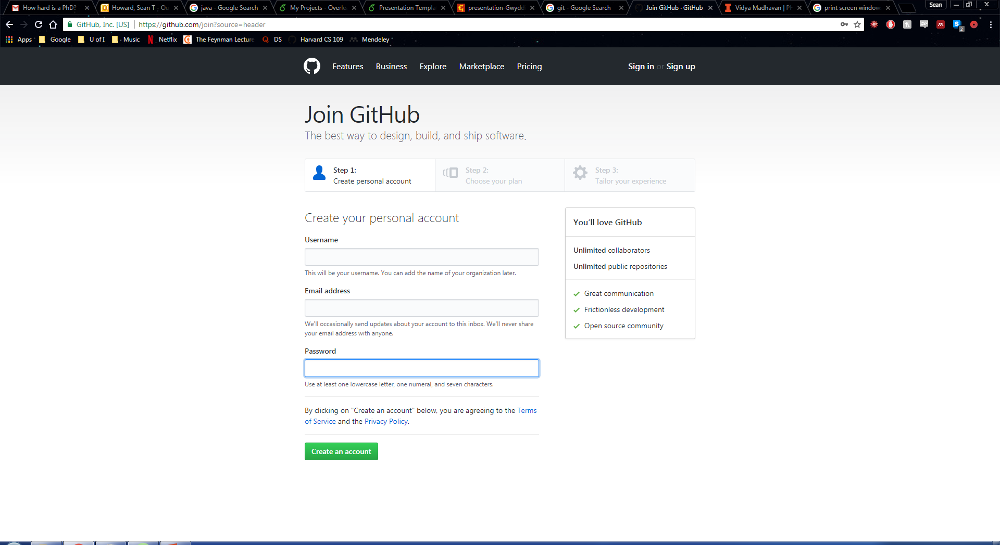 How hard is a PhD?
Howard, Sean T - Ou
java - Google Search
My Projects - Overle
Presentation Templa
presentation-Gwydd
git - Google Search
Join GitHub · GitHub
Vidya Madhavan | Ph
print screen window
Sean
GitHub, Inc. [US]
https://github.com/join?source=header
Apps
Google
U of I
Music
Netflix
The Feynman Lecture
DS
Harvard CS 109
Mendeley
Features
Business
Explore
Marketplace
Pricing
Sign in or Sign up
Join GitHub
The best way to design, build, and ship software.
Step 1:
Create personal account
Step 2:
Choose your plan
Step 3:
Tailor your experience
Create your personal account
Username
This will be your username. You can add the name of your organization later.
Email address
We'll occasionally send updates about your account to this inbox. We'll never share
your email address with anyone.
Password
Use at least one lowercase letter, one numeral, and seven characters.
By clicking on "Create an account" below, you are agreeing to the Terms
of Service and the Privacy Policy.
Create an account
You'll love GitHub
Unlimited collaborators
Unlimited public repositories
Great communication
Frictionless development
Open source community